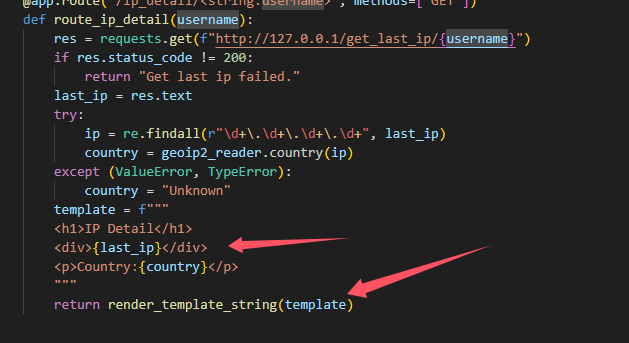 @app.route("/ip_detail/<string:username>", methods=["GET"])
def route_ip_detail(username):
    res = requests.get(f"http://127.0.0.1/get_last_ip/{username}")
    if res.status_code != 200:
        return "Get last ip failed."
    last_ip = res.text
    try:
        ip = re.findall(r"\d+\.\d+\.\d+\.\d+", last_ip)
        country = geoip2_reader.country(ip)
    except (ValueError, TypeError):
        country = "Unknown"
    template = f"""
    <h1>IP Detail</h1>
    <div>{last_ip}</div>
    <p>Country:{country}</p>
    """
    return render_template_string(template)